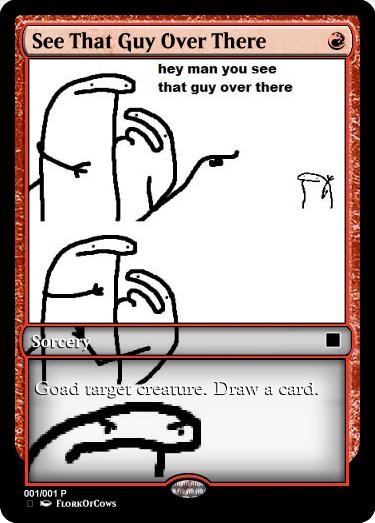 See That Guy Over There
hey man you see
that guy over there
Sorcery
Goad target creature. Draw a card.
001/001 P
FlorkOfCows